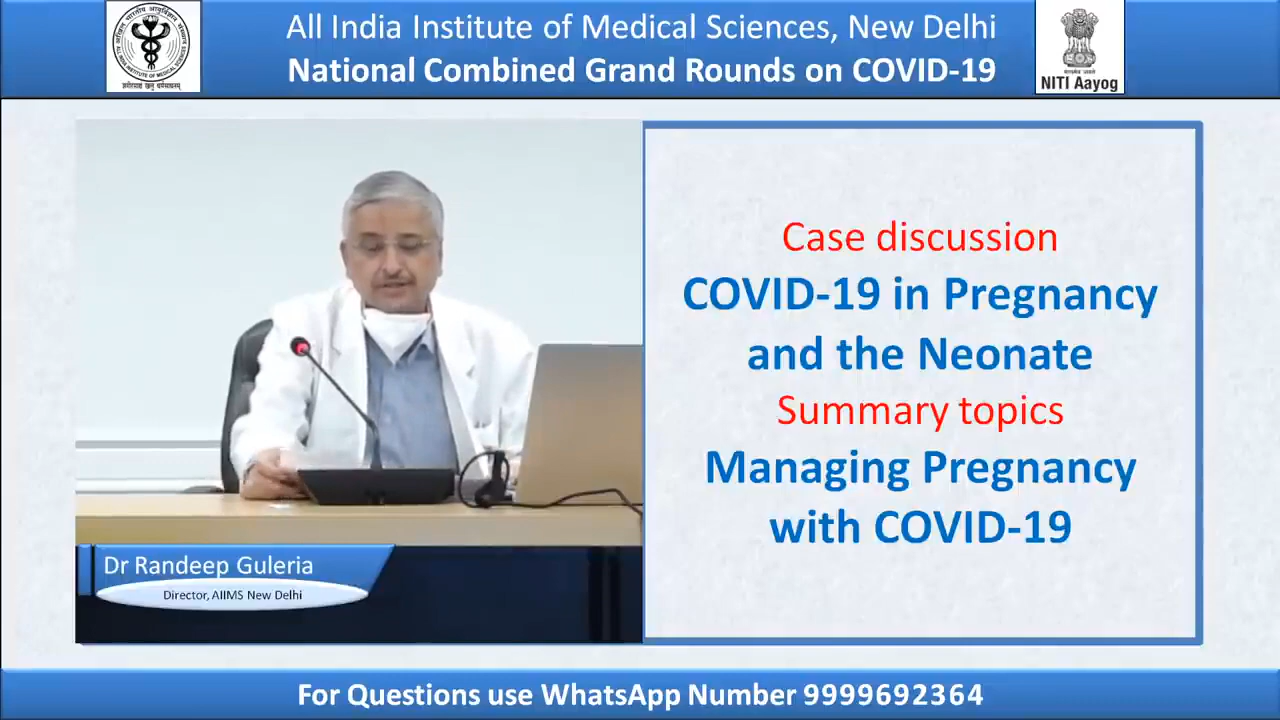 All India Institute of Medical Sciences, New Delhi
National Combined Grand Rounds on COVID-19
NITI Aayog
Case discussion
COVID-19 in Pregnancy
and the Neonate
Summary topics
Managing Pregnancy
with COVID-19
Dr Randeep Guleria
Director, AIIMS New Delhi
For Questions use WhatsApp Number 9999692364